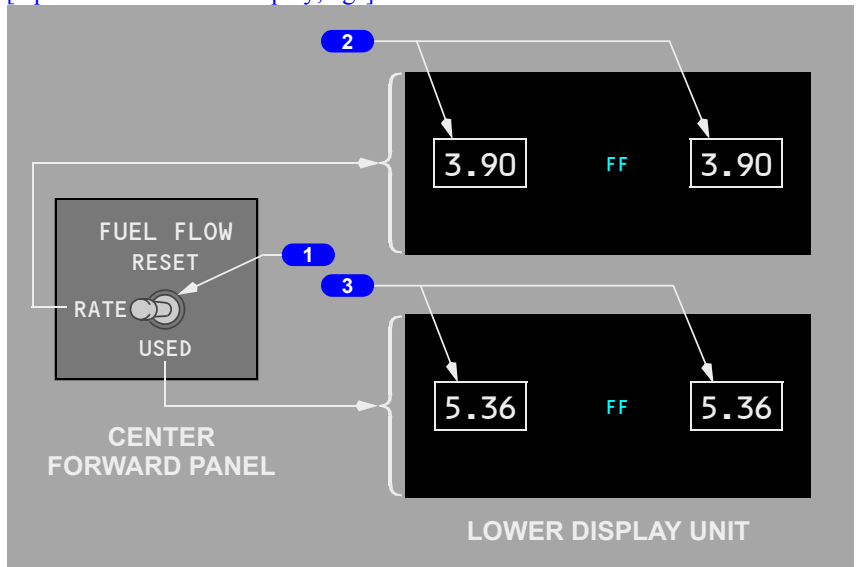 2
3.90 FF 3.90
FUEL FLOW
RESET
1
RATE
3
USED
5.36 FF 5.36
CENTER
FORWARD PANEL
LOWER DISPLAY UNIT